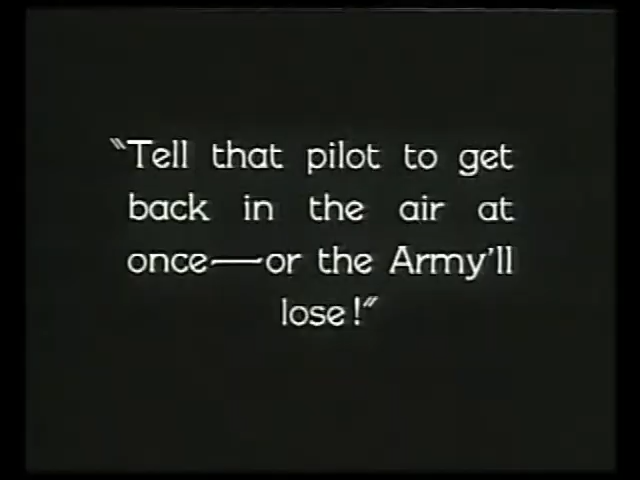 "Tell that pilot to get
back in the air at
once—or the Army'll
lose!"